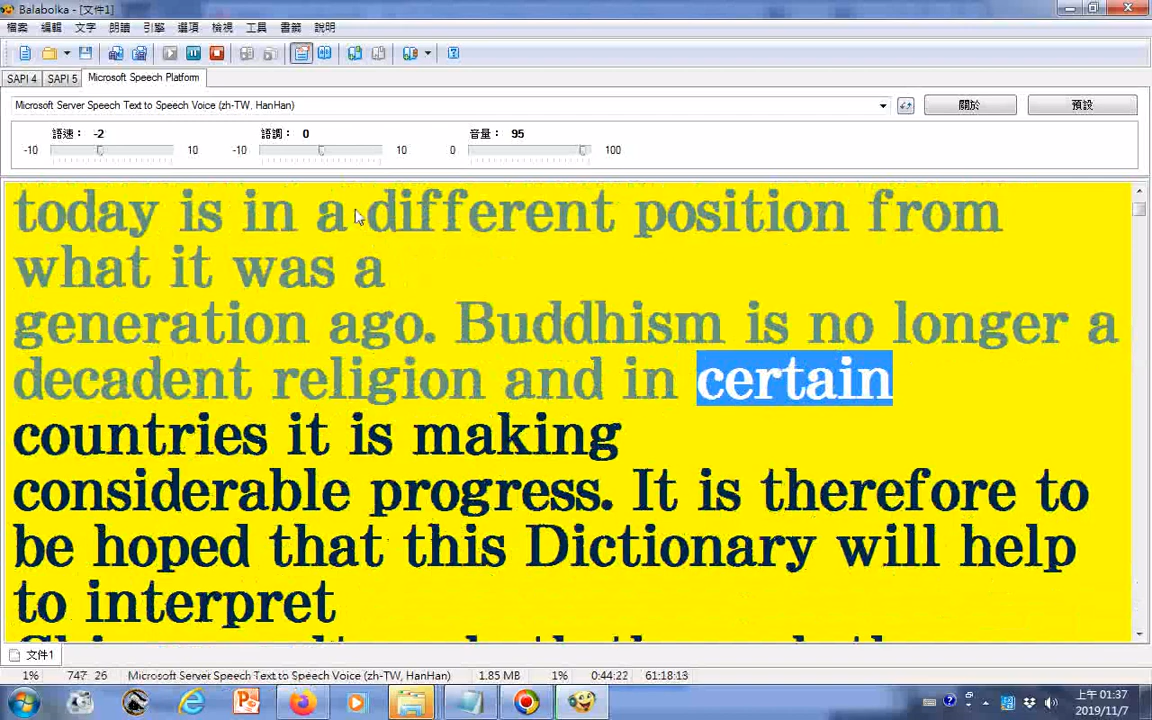 Balabolka - [文件1]
檔案 編輯 文字 朗讀 引擎 選項 檢視 工具 書籤 說明
SAPI 4 SAPI 5 Microsoft Speech Platform
Microsoft Server Speech Text to Speech Voice (zh-TW, HanHan) 關於 預設
語速： -2 語調： 0 音量： 95
-10 10 -10 10 0 100
today is in a different position from
what it was a
generation ago. Buddhism is no longer a
decadent religion and in certain
countries it is making
considerable progress. It is therefore to
be hoped that this Dictionary will help
to interpret
文件1
1% 747 26 Microsoft Server Speech Text to Speech Voice (zh-TW, HanHan) 1.85 MB 1% 0:44:22 61:18:13
上午 01:37
2019/11/7